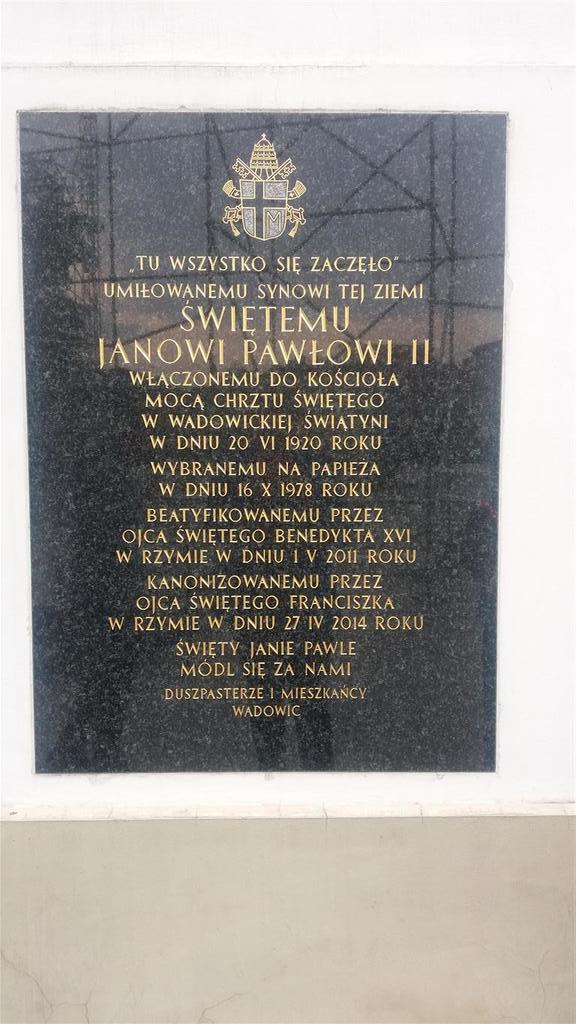 „TU WSZYSTKO SIĘ ZACZĘŁO"
UMIŁOWANEMU SYNOWI TEJ ZIEMI
ŚWIĘTEMU
JANOWI PAWŁOWI II
WŁĄCZONEMU DO KOŚCIOŁA
MOCĄ CHRZTU ŚWIĘTEGO
W WADOWICKIEJ ŚWIĄTYNI
W DNIU 20 VI 1920 ROKU
WYBRANEMU NA PAPIEŻA
W DNIU 16 X 1978 ROKU
BEATYFIKOWANEMU PRZEZ
OJCA ŚWIĘTEGO BENEDYKTA XVI
W RZYMIE W DNIU 1 V 2011 ROKU
KANONIZOWANEMU PRZEZ
OJCA ŚWIĘTEGO FRANCISZKA
W RZYMIE W DNIU 27 IV 2014 ROKU
ŚWIĘTY JANIE PAWLE
MÓDL SIĘ ZA NAMI
DUSZPASTERZE I MIESZKAŃCY
WADOWIC